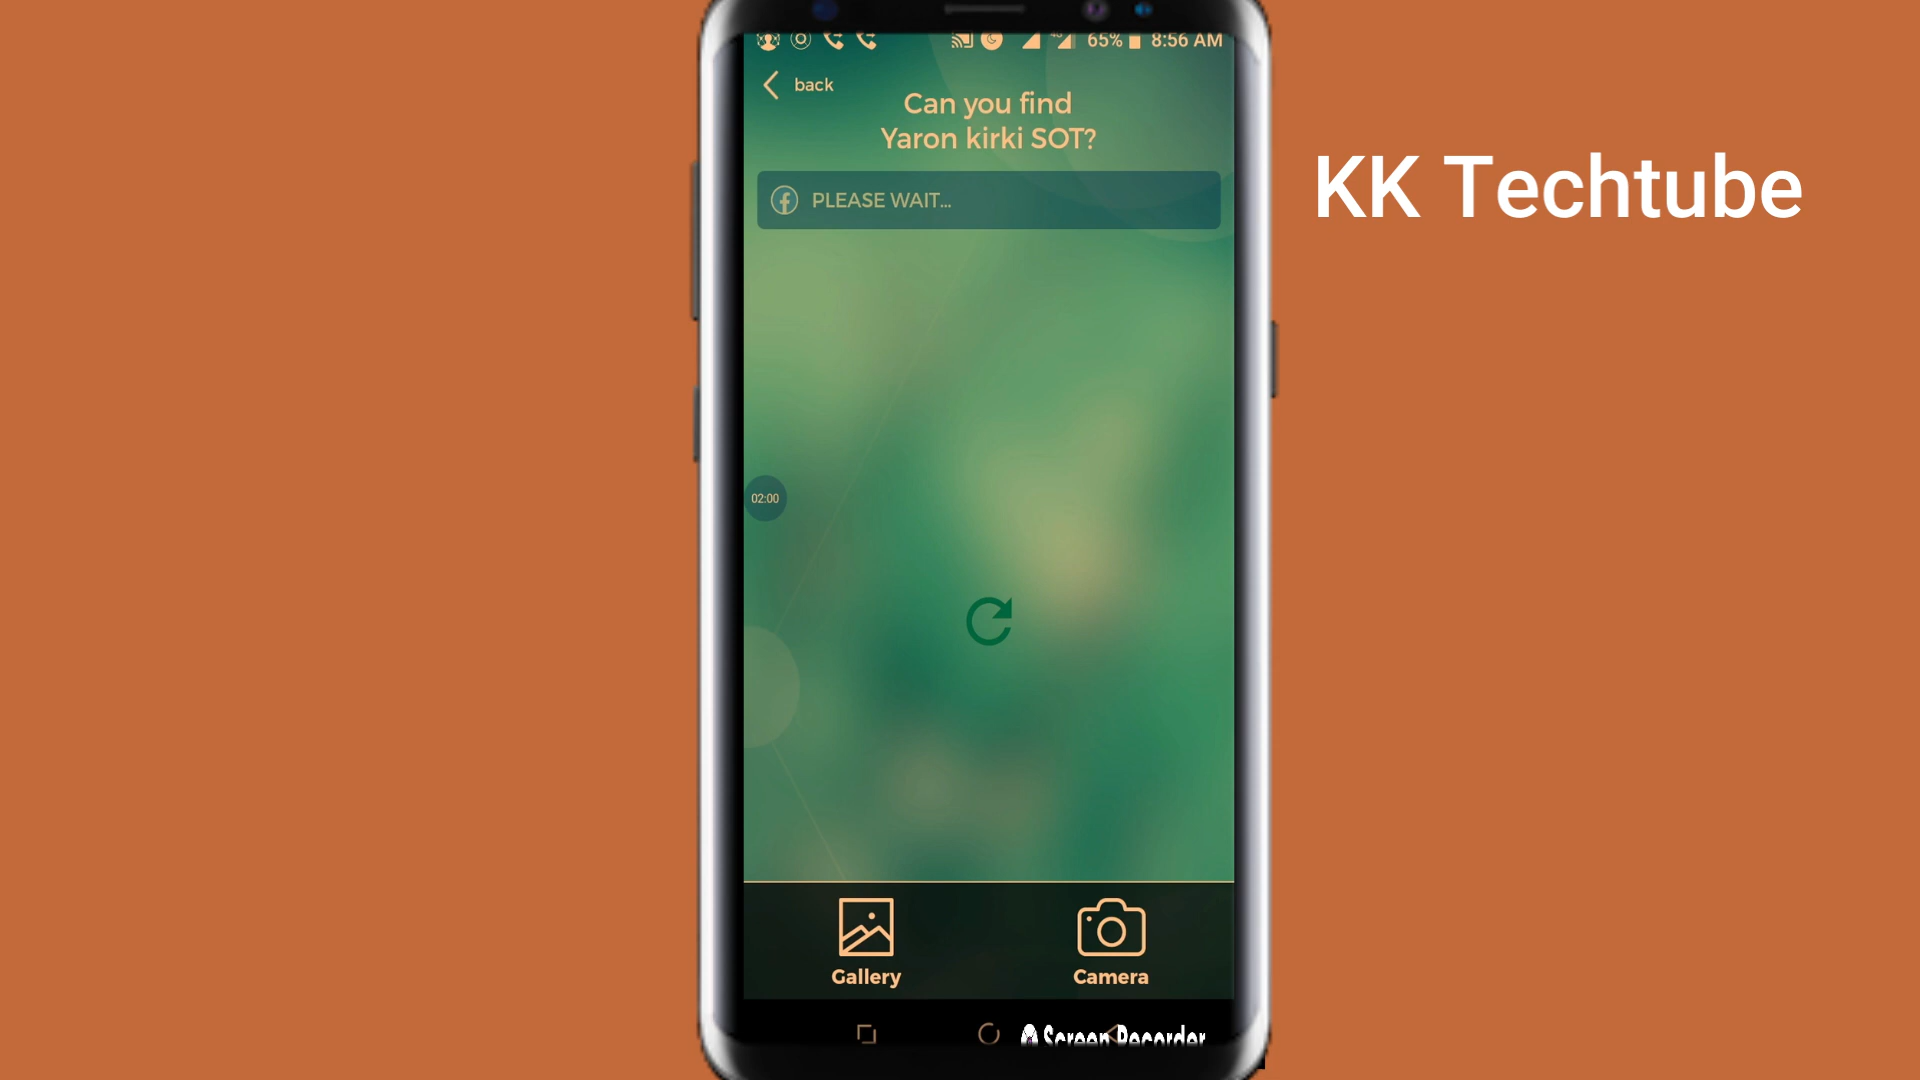 65% 8:56 AM
back
Can you find
Yaron kirki SOT?
PLEASE WAIT...
KK Techtube
02:00
Gallery
Camera
Screen Recorder